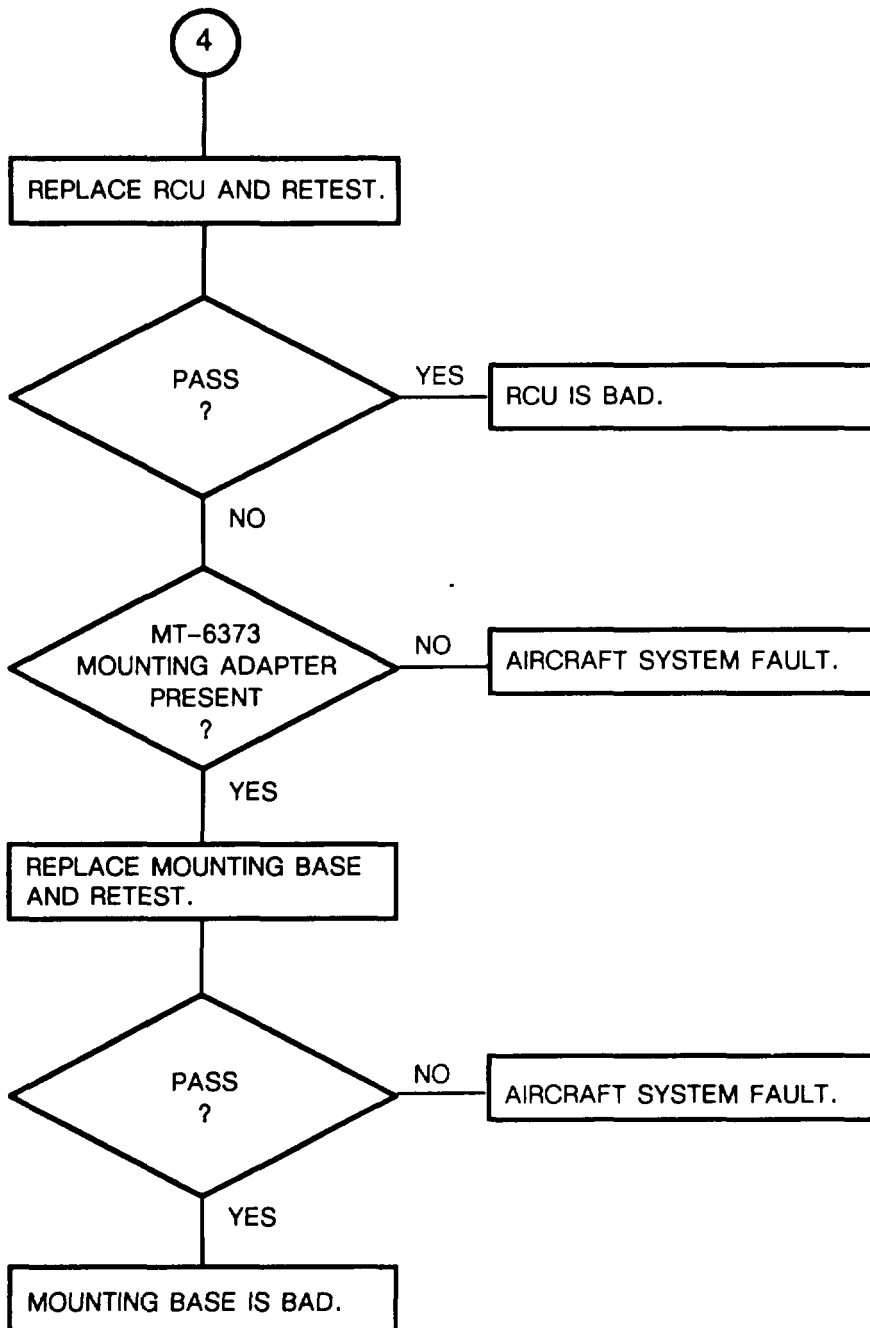 4
REPLACE RCU AND RETEST.
PASS
?
YES
RCU IS BAD.
NO
MT-6373
MOUNTING ADAPTER
PRESENT
?
NO
AIRCRAFT SYSTEM FAULT.
YES
REPLACE MOUNTING BASE
AND RETEST.
PASS
?
NO
AIRCRAFT SYSTEM FAULT.
YES
MOUNTING BASE IS BAD.